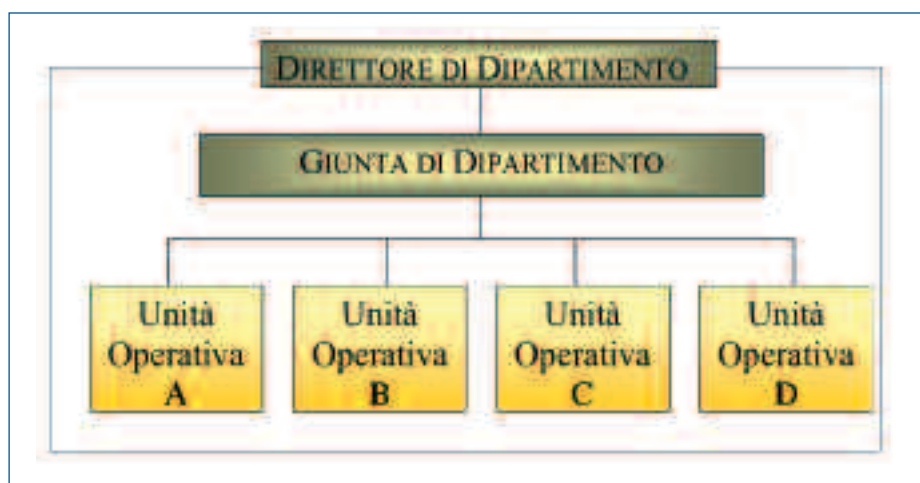 DIRETTORE DI DIPARTIMENTO
GIUNTA DI DIPARTIMENTO
Unità
Operativa
A
Unità
Operativa
B
Unità
Operativa
C
Unità
Operativa
D